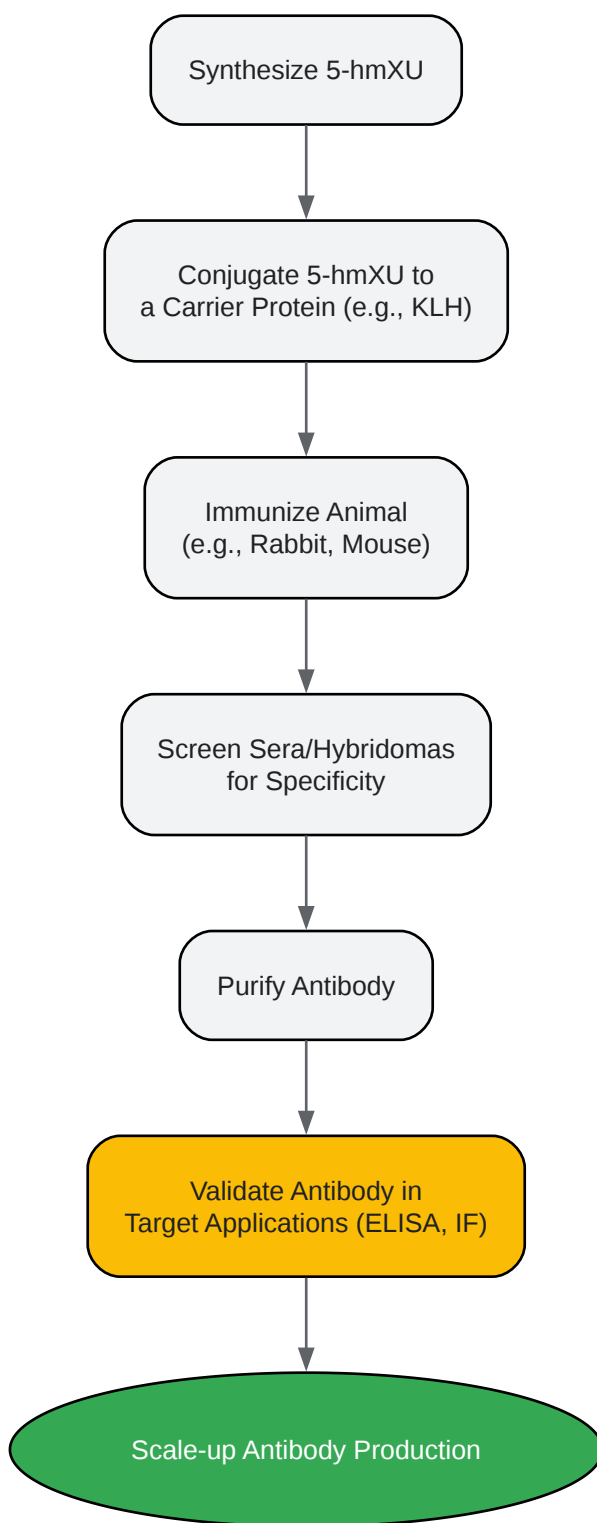 Synthesize 5-hmXU
Conjugate 5-hmXU to
a Carrier Protein (e.g., KLH)
Immunize Animal
(e.g., Rabbit, Mouse)
Screen Sera/Hybridomas
for Specificity
Purify Antibody
Validate Antibody in
Target Applications (ELISA, IF)
Scale-up Antibody Production